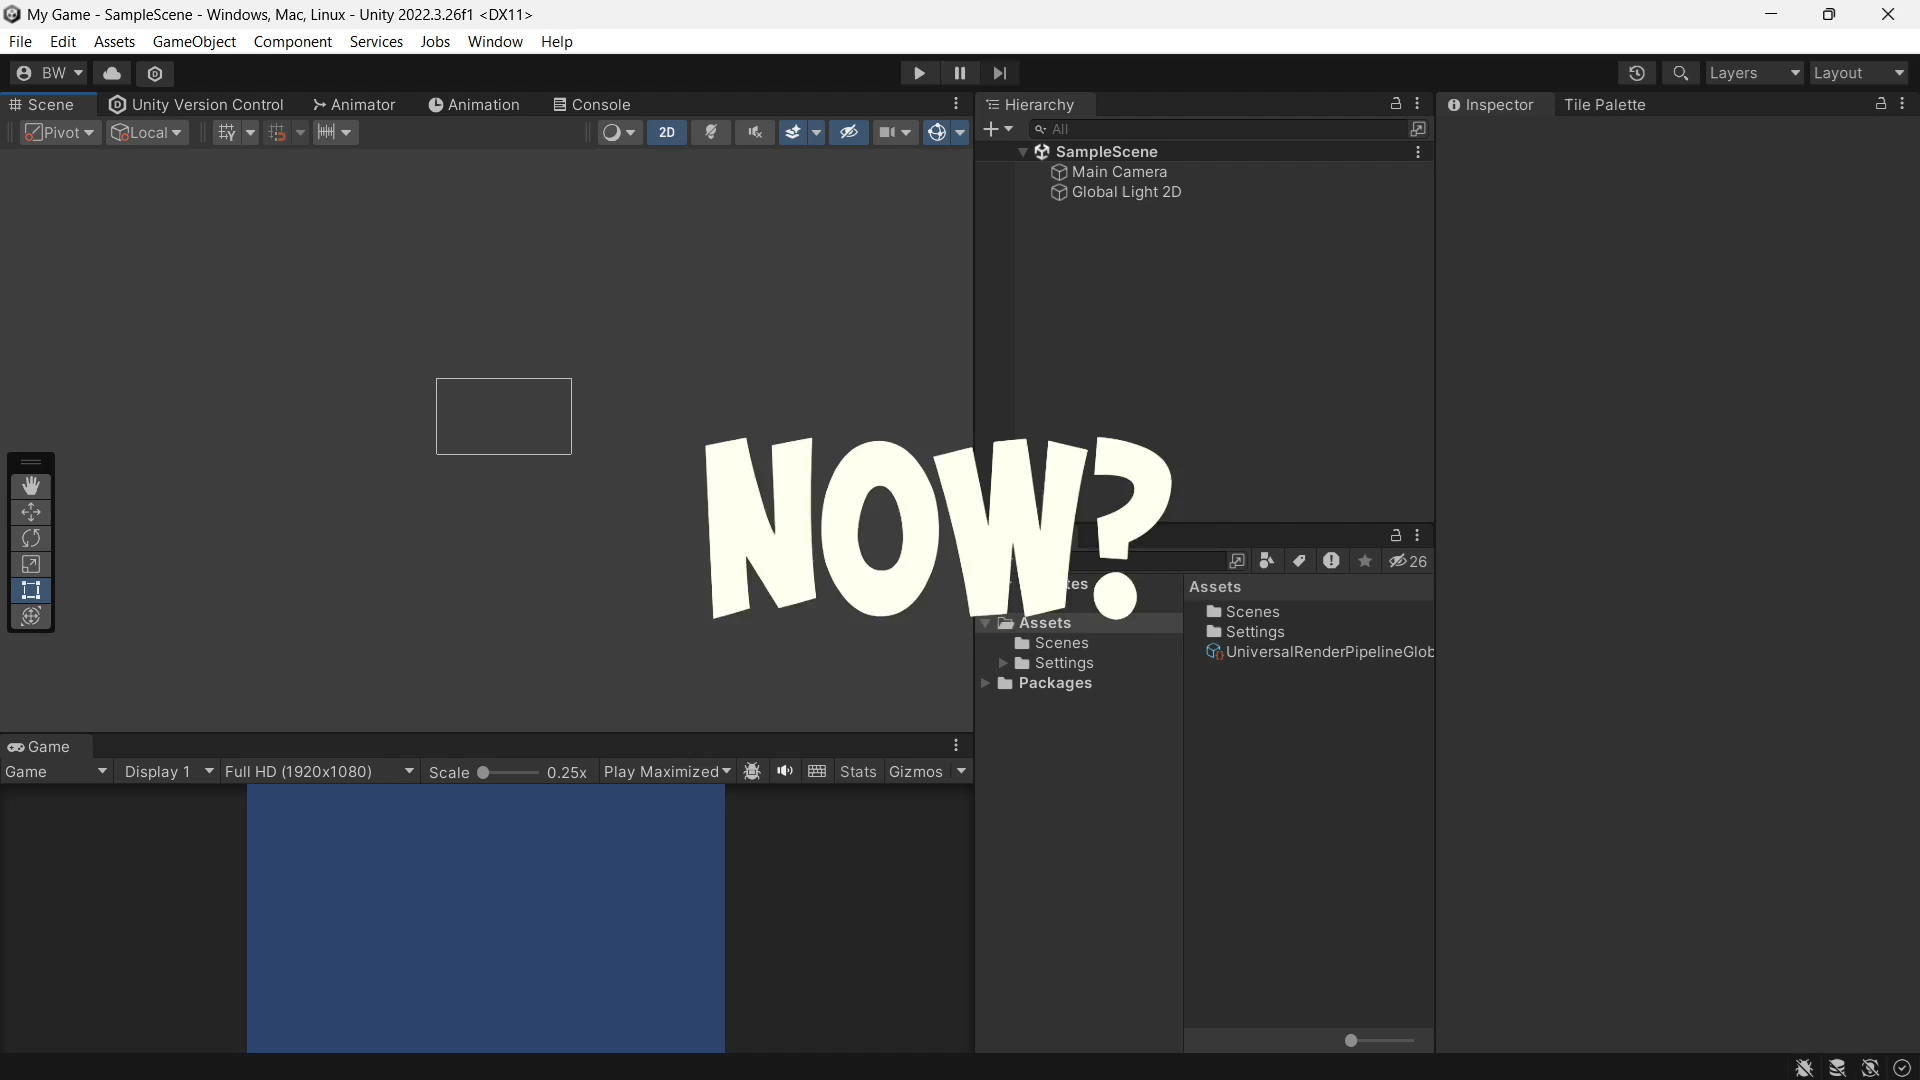 My Game - SampleScene - Windows, Mac, Linux - Unity 2022.3.26f1 <DX11>
File Edit Assets GameObject Component Services Jobs Window Help
BW
Layers Layout
Scene Unity Version Control Animator Animation Console
Pivot Local 2D
Hierarchy
All
SampleScene
Main Camera
Global Light 2D
Inspector Tile Palette
NOW?
26
Assets
Scenes
Settings
Packages
Assets
Scenes
Settings
UniversalRenderPipelineGlob
Game
Game Display 1 Full HD (1920x1080) Scale 0.25x Play Maximized Stats Gizmos